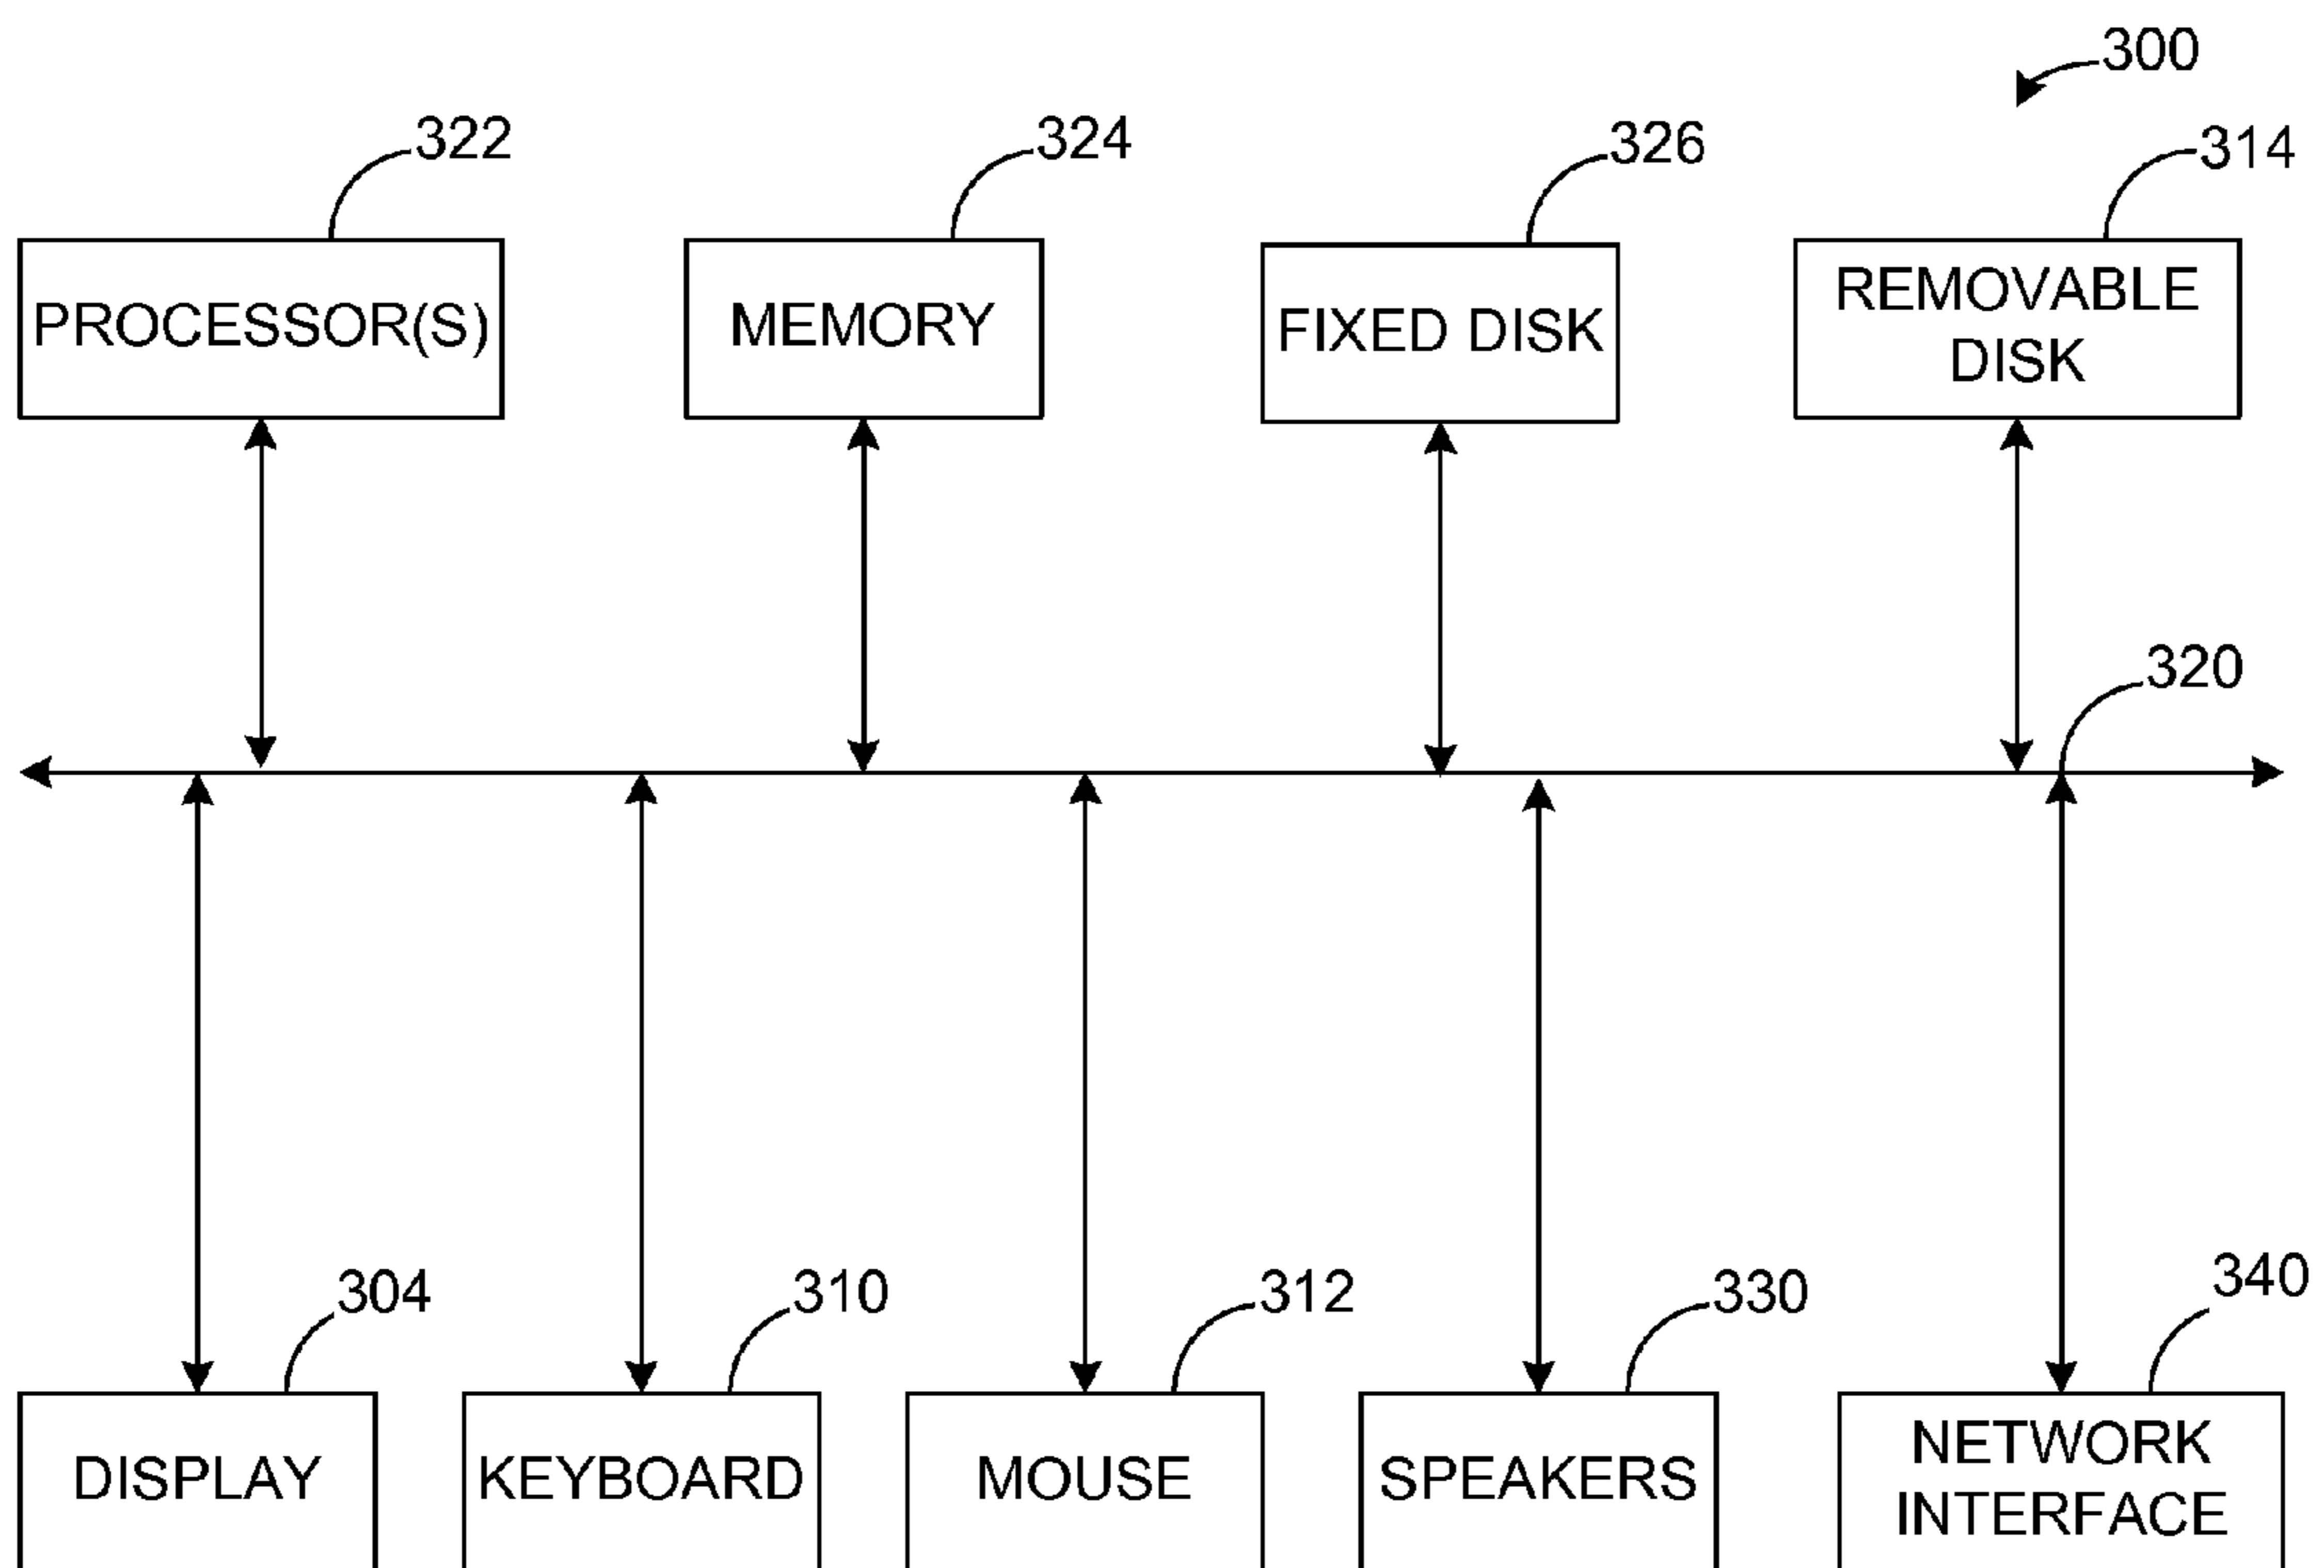 300
322
324
326
314
PROCESSOR(S)
MEMORY
FIXED DISK
REMOVABLE
DISK
320
304
310
312
330
340
DISPLAY
KEYBOARD
MOUSE
SPEAKERS
NETWORK
INTERFACE